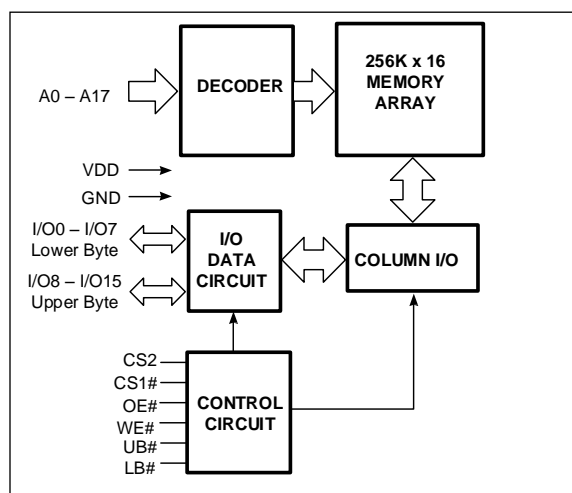 A0 – A17
DECODER
256K x 16
MEMORY
ARRAY
VDD
GND
I/O0 – I/O7
Lower Byte
I/O8 – I/O15
Upper Byte
I/O
DATA
CIRCUIT
COLUMN I/O
CS2
CS1#
OE#
WE#
UB#
LB#
CONTROL
CIRCUIT